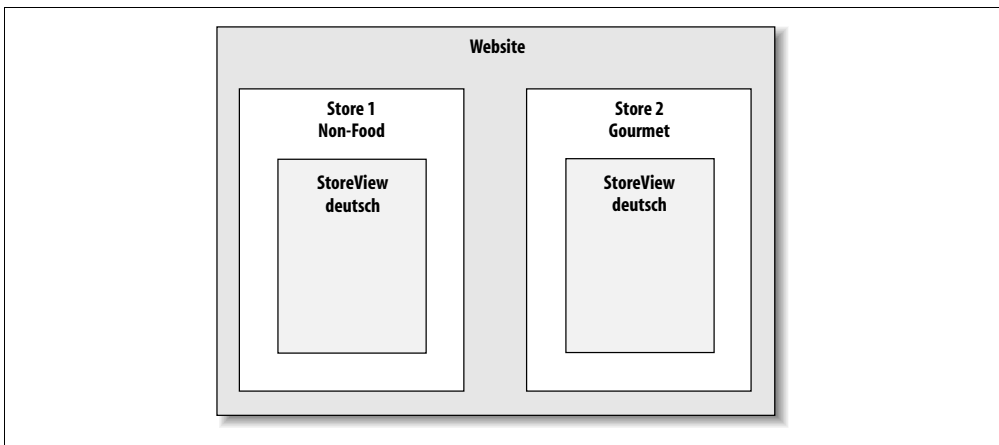 Website
Store 1
Non-Food
StoreView
deutsch
Store 2
Gourmet
StoreView
deutsch